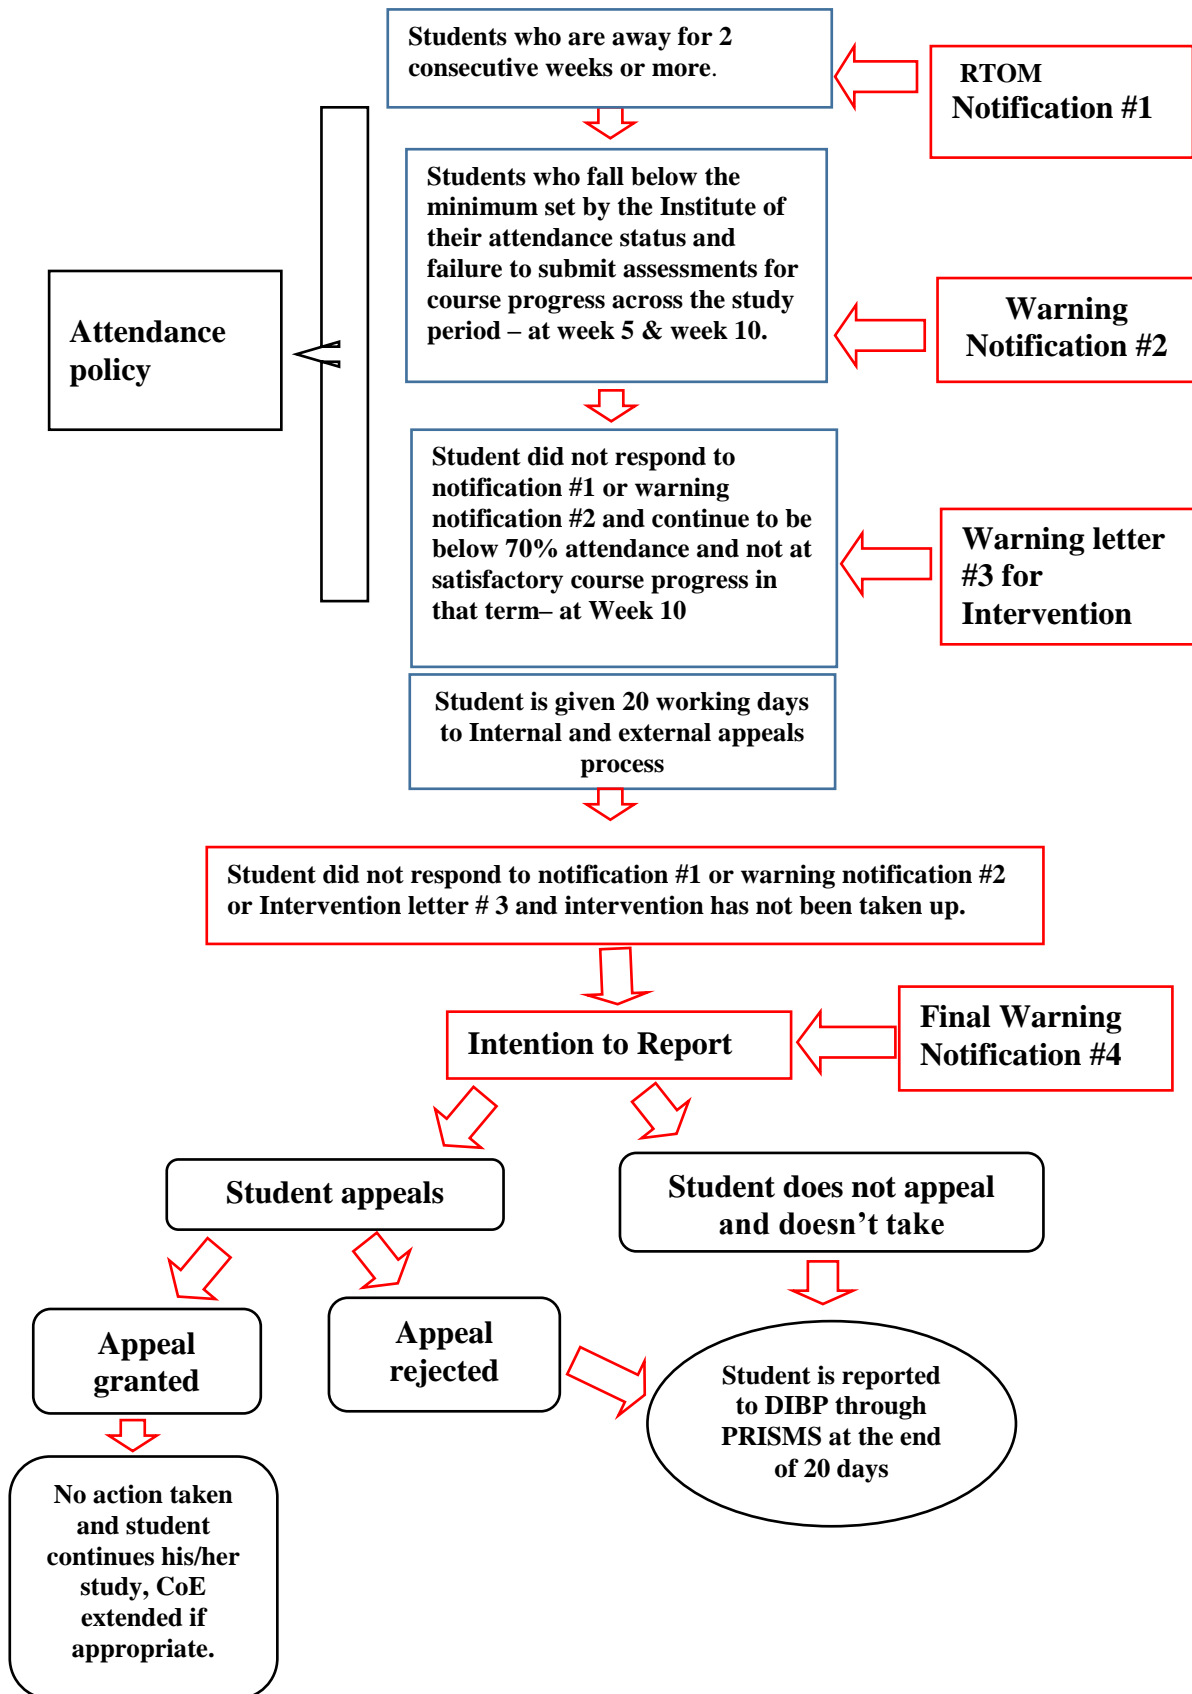 Students who are away for 2
consecutive weeks or more.
RTOM
Notification #1
Students who fall below the
minimum set by the Institute of
their attendance status and
failure to submit assessments for
course progress across the study
period – at week 5 & week 10.
Attendance
policy
Warning
Notification #2
Student did not respond to
notification #1 or warning
notification #2 and continue to be
below 70% attendance and not at
satisfactory course progress in
that term– at Week 10
Warning letter
#3 for
Intervention
Student is given 20 working days
to Internal and external appeals
process
Student did not respond to notification #1 or warning notification #2
or Intervention letter # 3 and intervention has not been taken up.
Intention to Report
Final Warning
Notification #4
Student appeals
Student does not appeal
and doesn’t take
Appeal
granted
Appeal
rejected
Student is reported
to DIBP through
PRISMS at the end
of 20 days
No action taken
and student
continues his/her
study, CoE
extended if
appropriate.